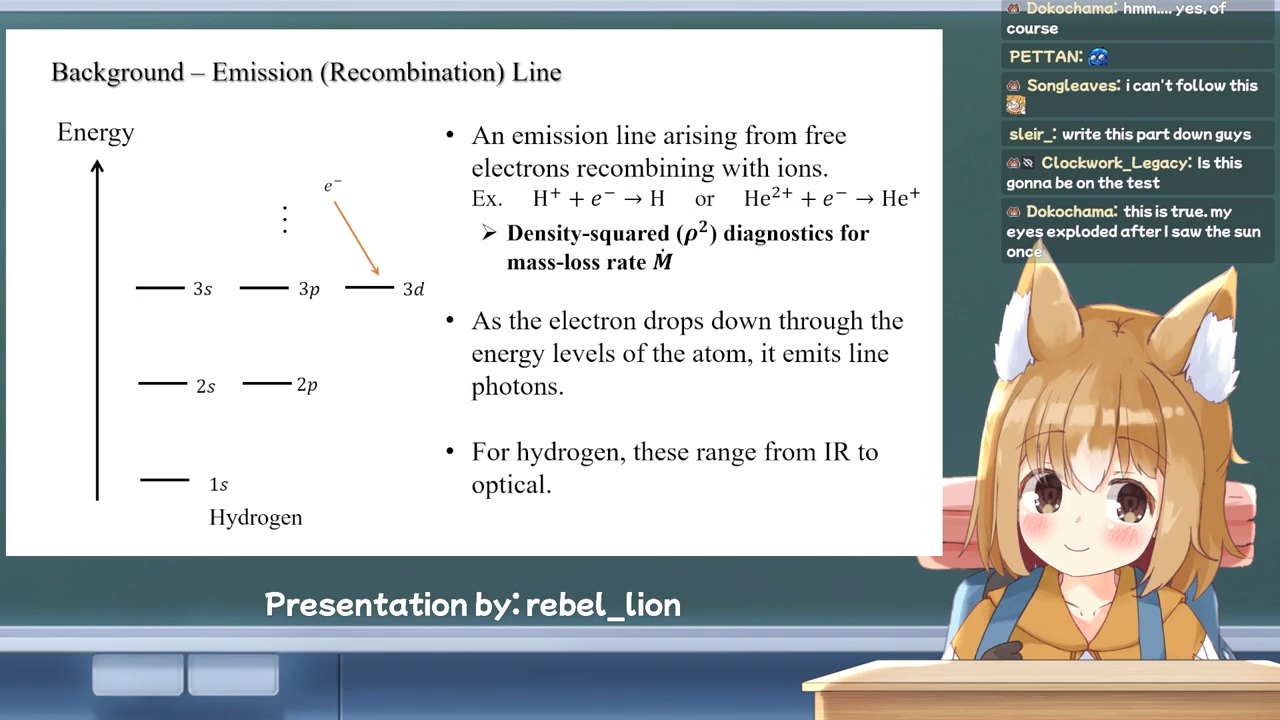 Background – Emission (Recombination) Line
Energy
e⁻
⋮
3s
3p
3d
2s
2p
1s
Hydrogen
• An emission line arising from free
electrons recombining with ions.
Ex. H⁺ + e⁻ → H or He²⁺ + e⁻ → He⁺
➢ Density-squared (ρ²) diagnostics for
mass-loss rate Ṁ
• As the electron drops down through the
energy levels of the atom, it emits line
photons.
• For hydrogen, these range from IR to
optical.
Presentation by: rebel_lion
Dokochama: hmm.... yes, of
course
PETTAN:
Songleaves: i can't follow this
sleir_: write this part down guys
Clockwork_Legacy: Is this
gonna be on the test
Dokochama: this is true. my
eyes exploded after I saw the sun
once